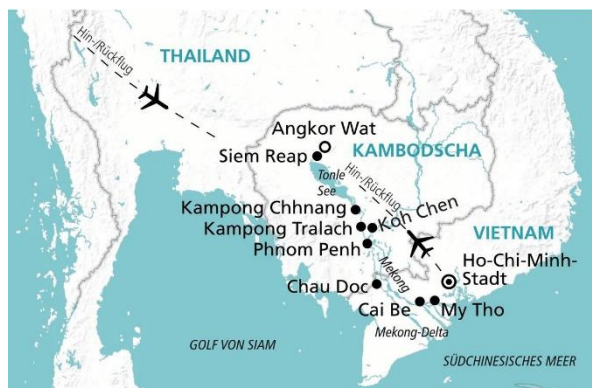 Hin-/Rückflug
THAILAND
Angkor Wat
Siem Reap
KAMBODSCHA
Tonle
See
Hin-/Rückflug
Kampong Chhnang
Koh Chen
Kampong Tralach
Phnom Penh
VIETNAM
Mekong
Ho-Chi-Minh-
Stadt
Chau Doc
Cai Be
My Tho
Mekong-Delta
GOLF VON SIAM
SÜDCHINESISCHES MEER